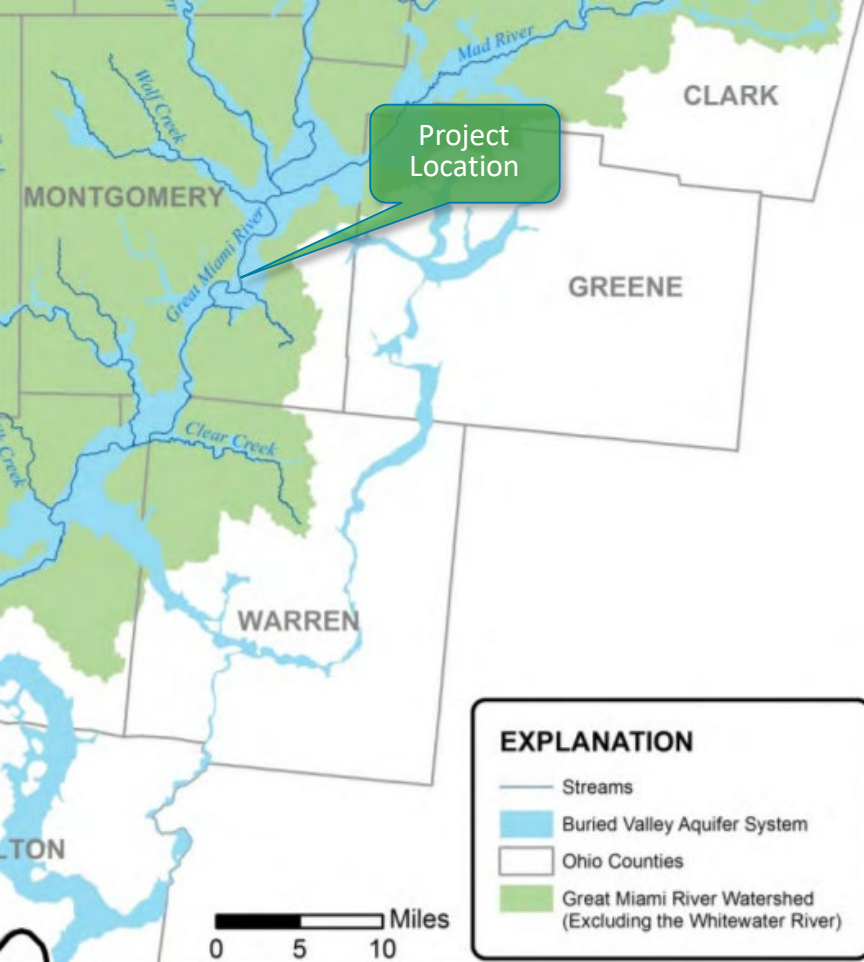 Mad River
CLARK
Project
Location
Wolf Creek
MONTGOMERY
Great Miami River
GREENE
Clear Creek
Creek
WARREN
LTON
EXPLANATION
Streams
Buried Valley Aquifer System
Ohio Counties
Great Miami River Watershed
(Excluding the Whitewater River)
Miles
0 5 10